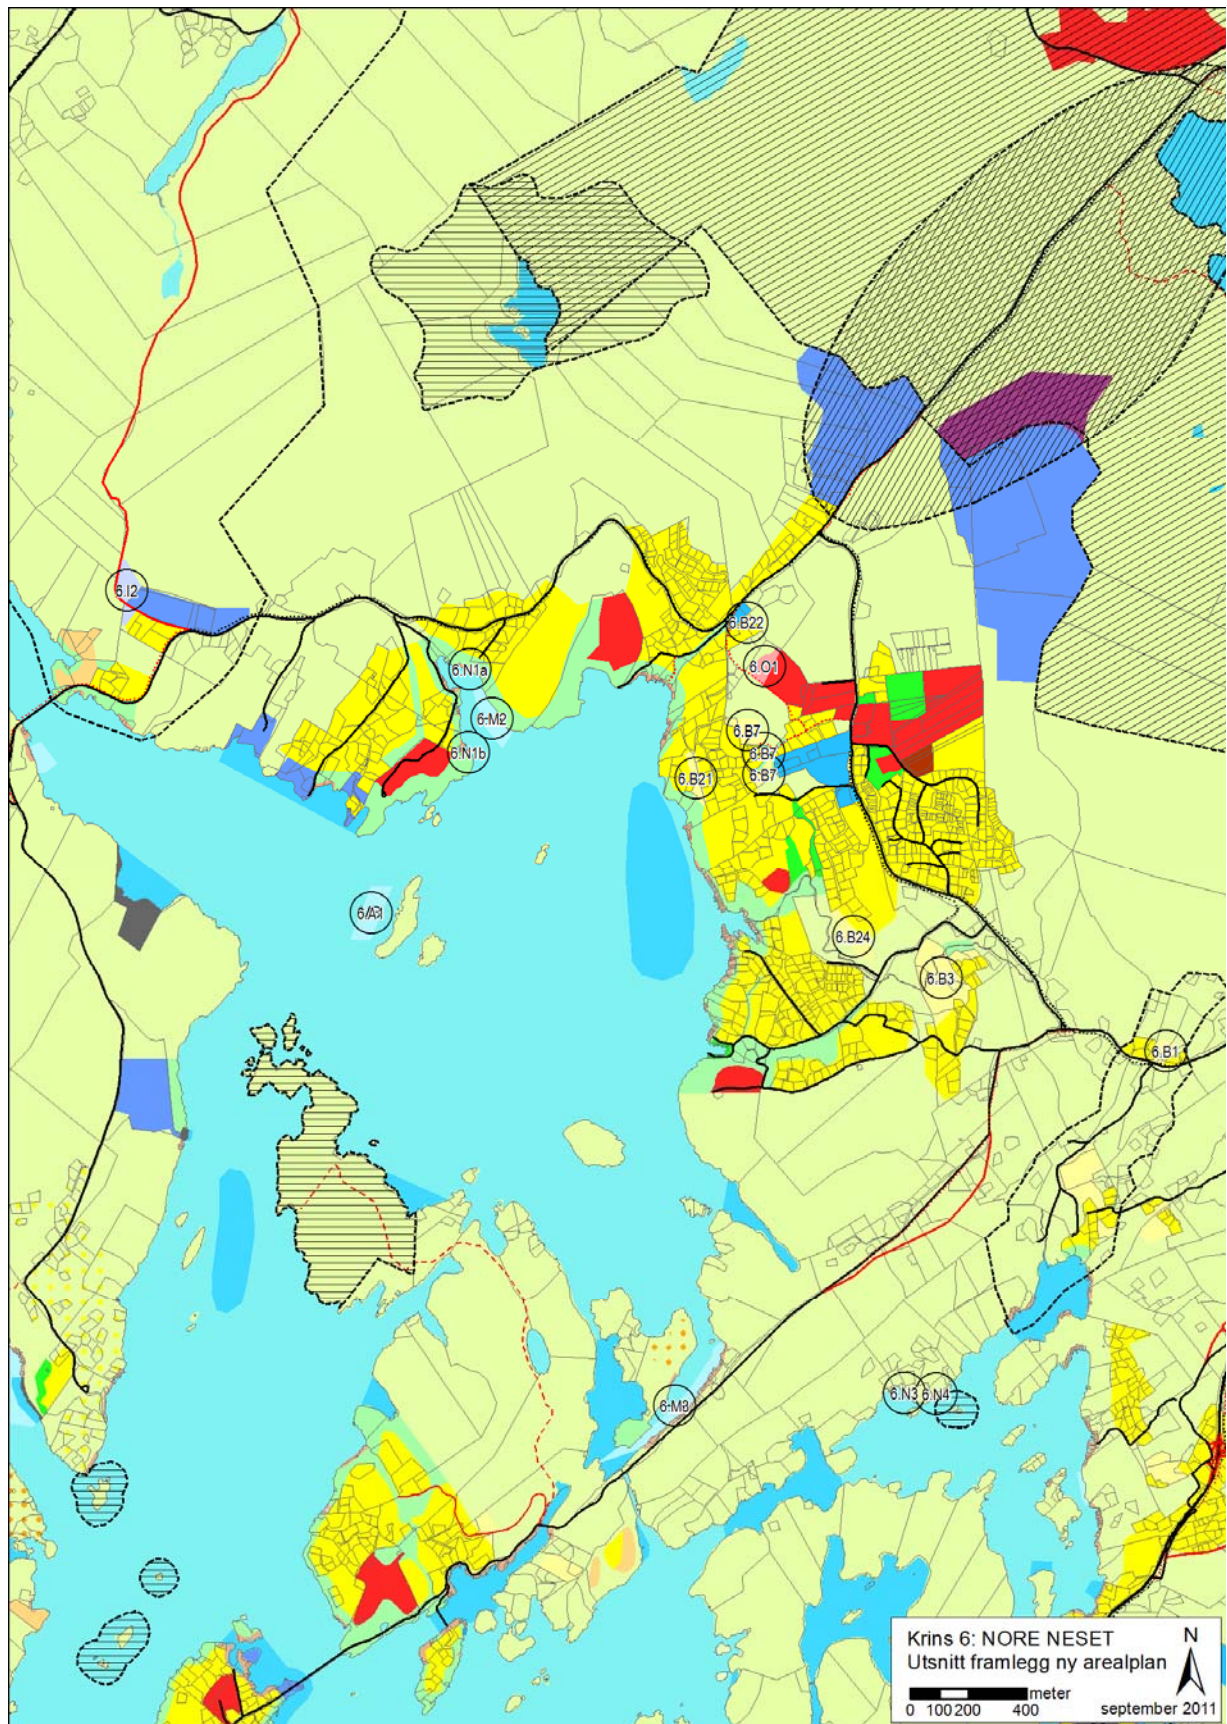 6.I2
6.B22
6.O1
6.N1a
6.M2
6.B7
6.N1b
6.B7
6.B7
6.B21
6.A1
6.B24
6.B3
6.B1
6.N3
6.N4
6.M3
Krins 6: NORE NESET
N
Utsnitt framlegg ny arealplan
meter
0 100 200 400
september 2011